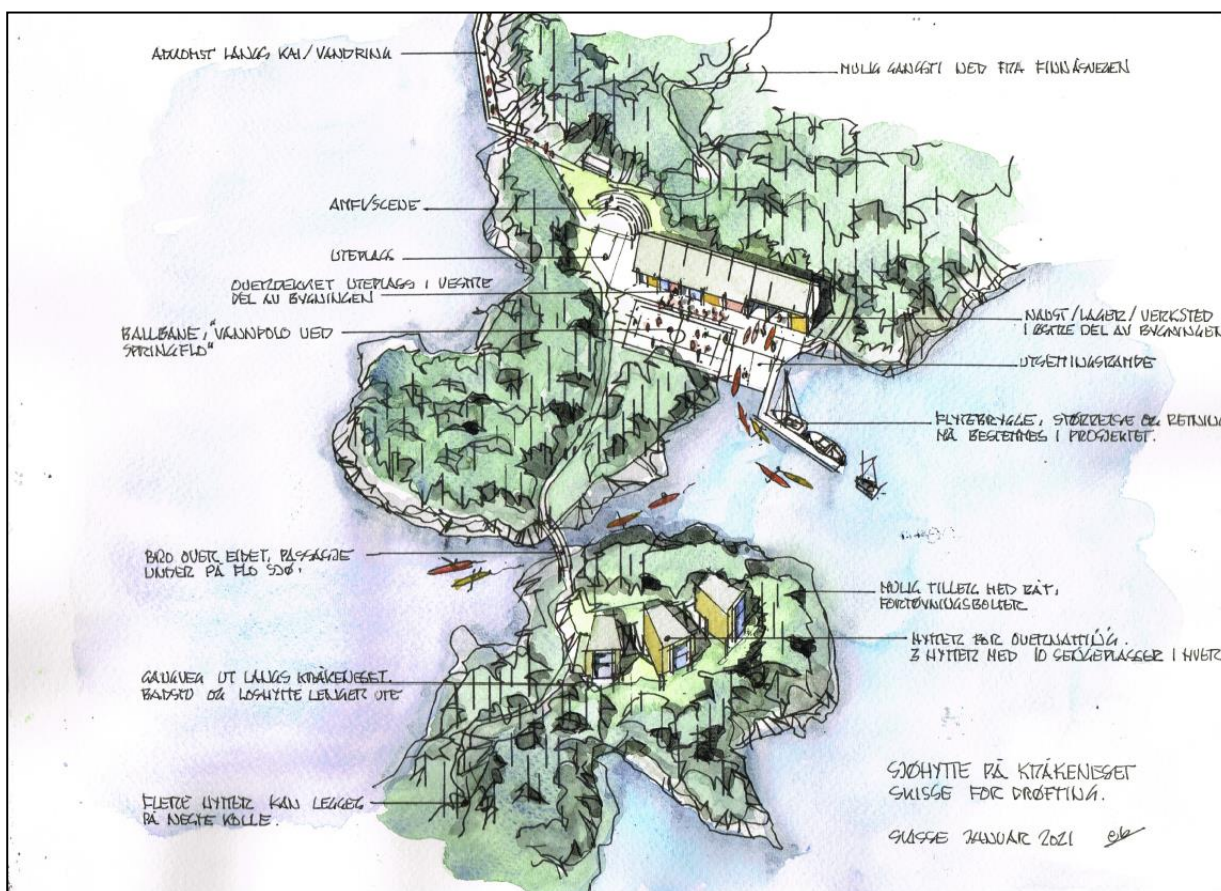 ADKOMST LANGS KAI/VANDRING
MULIG GANGSTI NED FRA FINNÅSVEGEN
AMFI/SCENE
UTEPLASS
OVERDEKKET UTEPLASS I VESTRE
DEL AV BYGNINGEN
BALLBANE, "VANNPOLO VED
SPRINGFLO"
NAUST/LAGER/VERKSTED
I ØSTRE DEL AV BYGNINGEN
UTSETTINGSRAMPE
FLYTEBRYGGE, STØRRELSE OG RETNING
MÅ BESTEMMES I PROSJEKTET.
BRO OVER EIDET, PASSASJE
UNDER PÅ FLO SJØ.
MULIG TILLEGG MED BÅT,
FORTØYNINGSBOLTER
HYTTER FOR OVERNATTING.
3 HYTTER MED 10 SENGEPLASSER I HVER
GANGVEG UT LANGS KRÅKENESET.
BADSTU OG LOSHYTTE LENGER UTE
FLERE HYTTER KAN LEGGES
PÅ NESTE KOLLE.
SJØHYTTE PÅ KRÅKENESET
SKISSE FOR DRØFTING.
JANUAR 2021